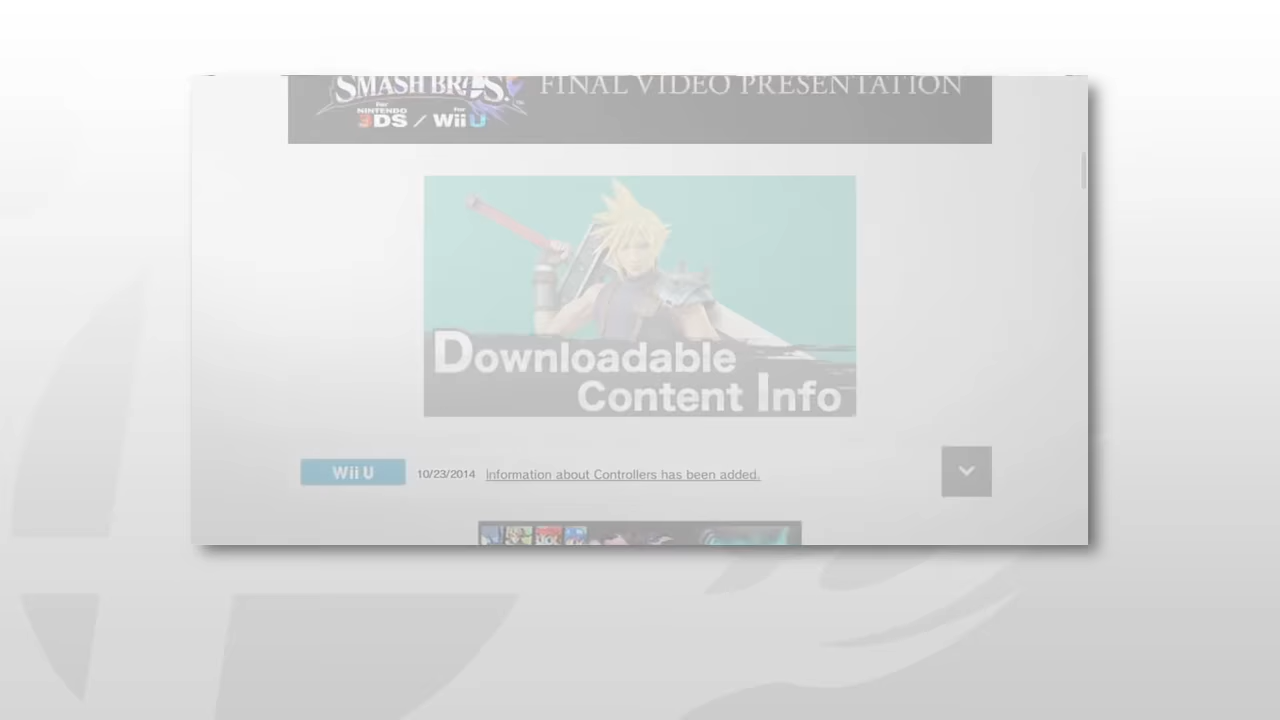 SMASH BROS.
FINAL VIDEO PRESENTATION
for
NINTENDO
3DS / for
Wii U
Downloadable
Content Info
Wii U 10/23/2014 Information about Controllers has been added.